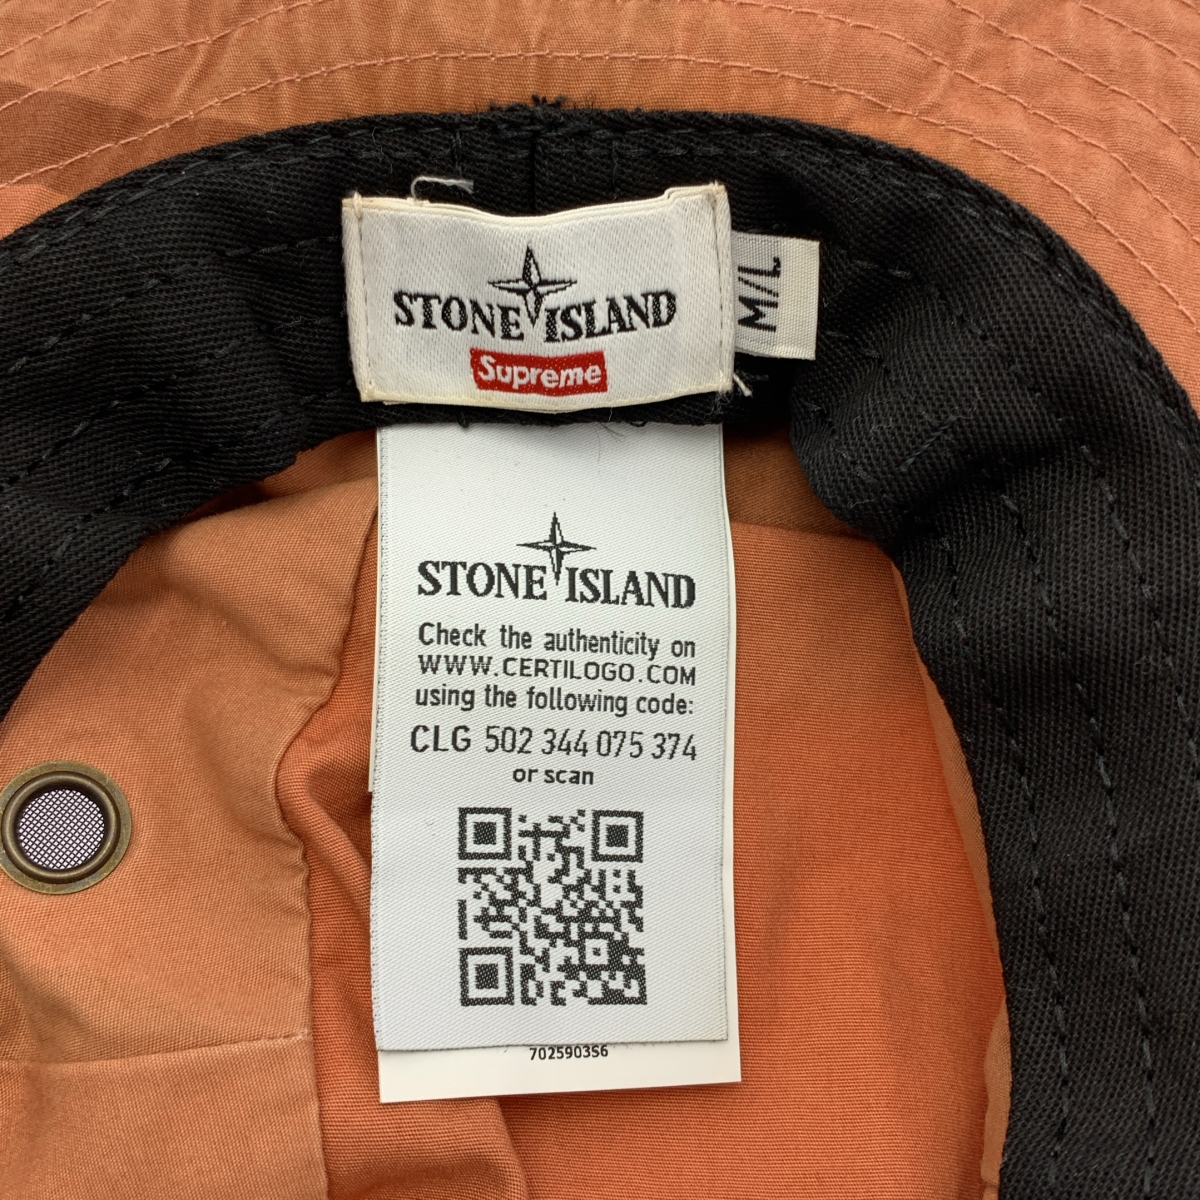 STONE ISLAND
Supreme
M/L
STONE ISLAND
Check the authenticity on
WWW.CERTILOGO.COM
using the following code:
CLG 502 344 075 374
or scan
702590356